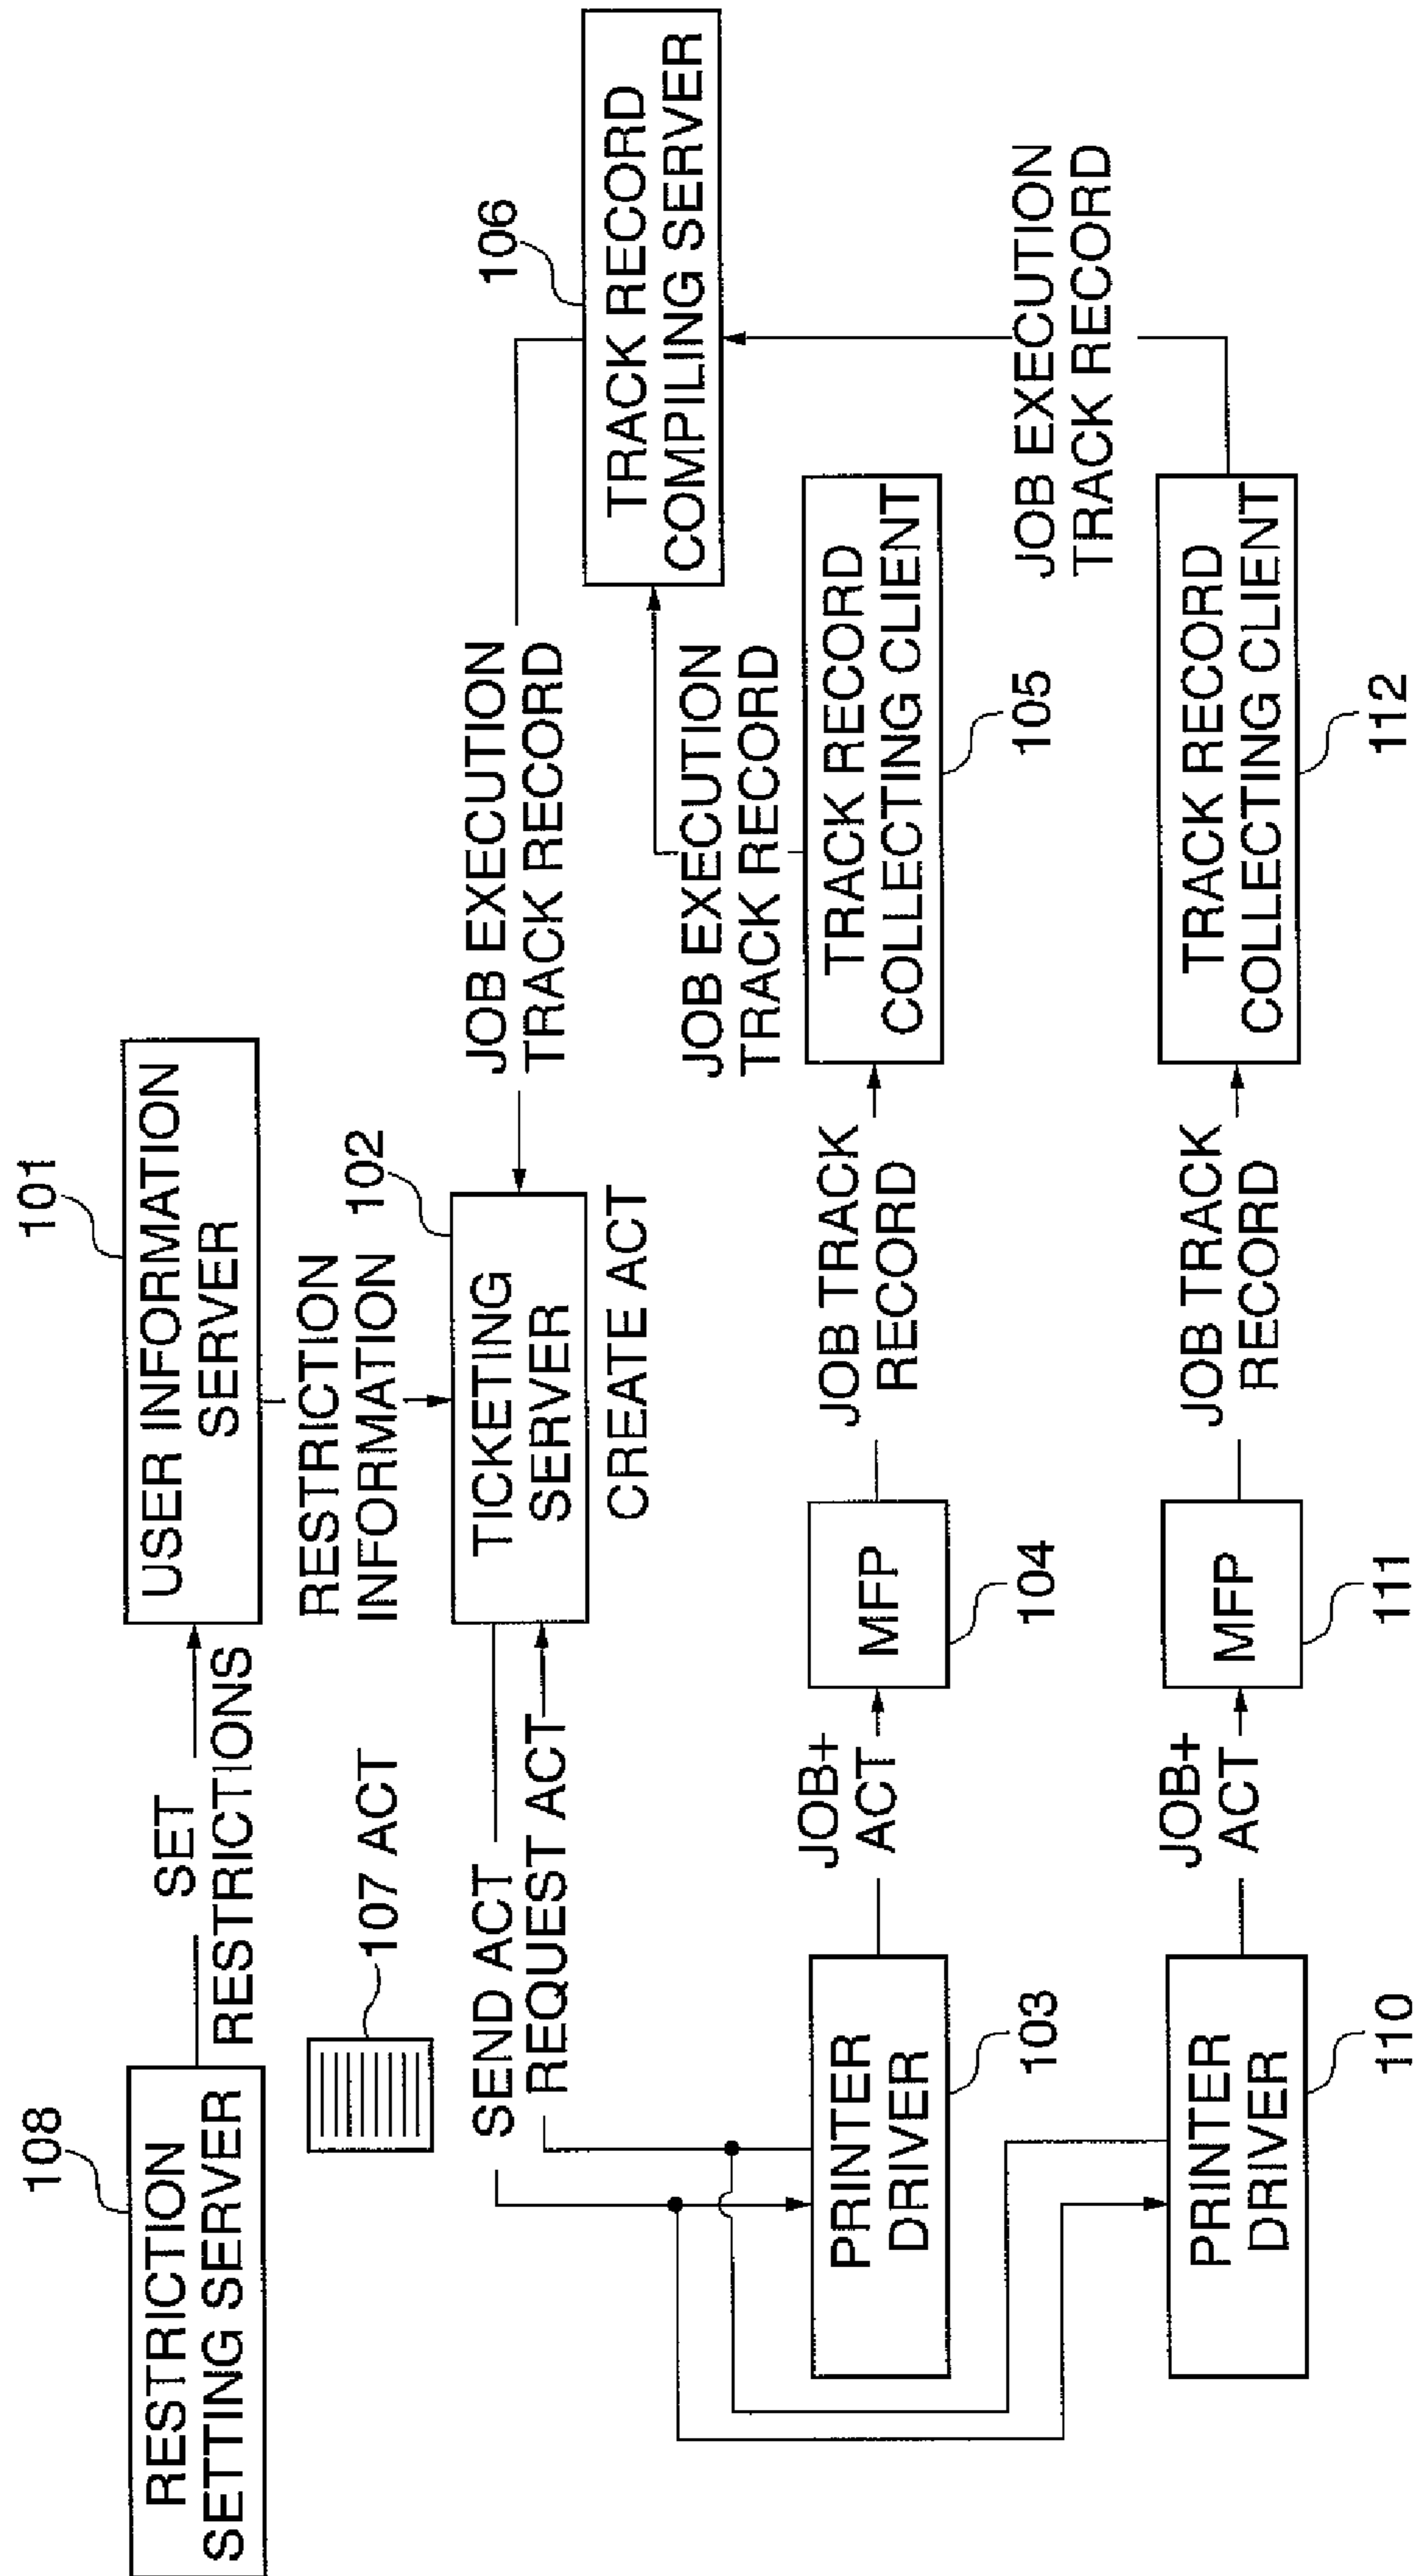 108
RESTRICTION
SETTING SERVER
SET
RESTRICTIONS
101
USER INFORMATION
SERVER
RESTRICTION
INFORMATION
107 ACT
SEND ACT
REQUEST ACT
102
TICKETING
SERVER
CREATE ACT
JOB EXECUTION
TRACK RECORD
106
TRACK RECORD
COMPILING SERVER
PRINTER
DRIVER
103
JOB+
ACT
MFP
104
JOB TRACK
RECORD
JOB EXECUTION
TRACK RECORD
TRACK RECORD
COLLECTING CLIENT
105
JOB EXECUTION
TRACK RECORD
PRINTER
DRIVER
110
JOB+
ACT
MFP
111
JOB TRACK
RECORD
TRACK RECORD
COLLECTING CLIENT
112